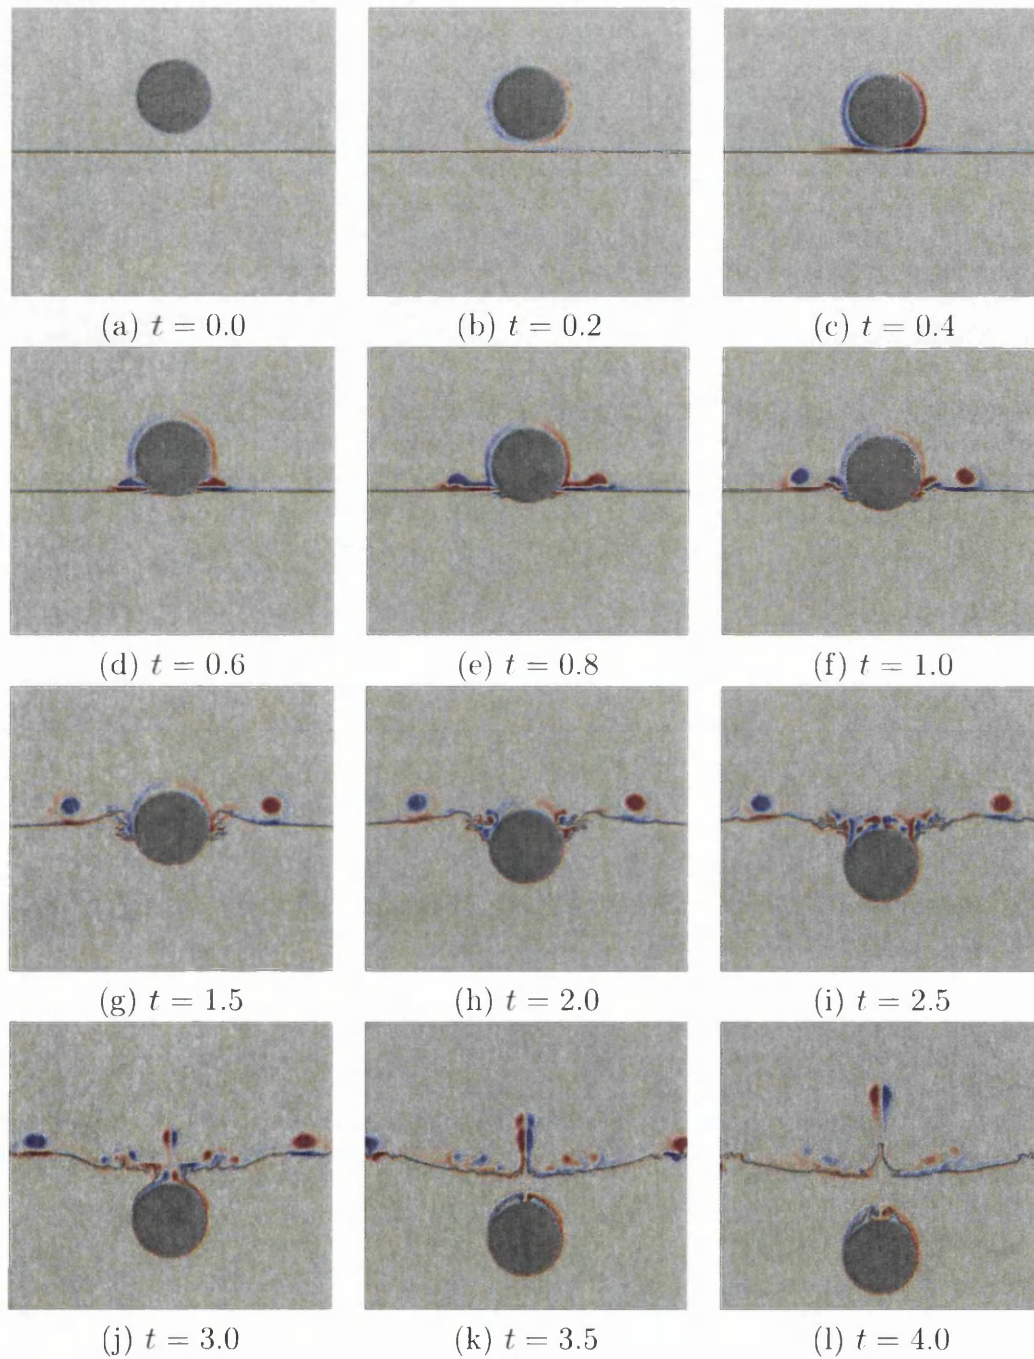 (a) t = 0.0 (b) t = 0.2 (c) t = 0.4
(d) t = 0.6 (e) t = 0.8 (f) t = 1.0
(g) t = 1.5 (h) t = 2.0 (i) t = 2.5
(j) t = 3.0 (k) t = 3.5 (l) t = 4.0